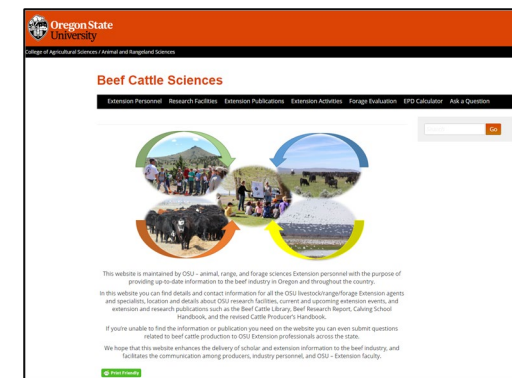 Oregon State
University
College of Agricultural Sciences / Animal and Rangeland Sciences
Beef Cattle Sciences
Extension Personnel Research Facilities Extension Publications Extension Activities Forage Evaluation EPD Calculator Ask a Question
Go
This website is maintained by OSU – animal, range, and forage sciences Extension personnel with the purpose of
providing up-to-date information to the beef industry in Oregon and throughout the country.
In this website you can find details and contact information for all the OSU livestock/range/forage Extension agents
and specialists, location and details about OSU research facilities, current and upcoming extension events, and
extension and research publications such as the Beef Cattle Library, Beef Research Report, Calving School
Handbook, and the revised Cattle Producer's Handbook.
If you're unable to find the information or publication you need on the website you can even submit questions
related to beef cattle production to OSU Extension professionals across the state.
We hope that this website enhances the delivery of scholar and extension information to the beef industry, and
facilitates the communication among producers, industry personnel, and OSU – Extension faculty.
Print Friendly